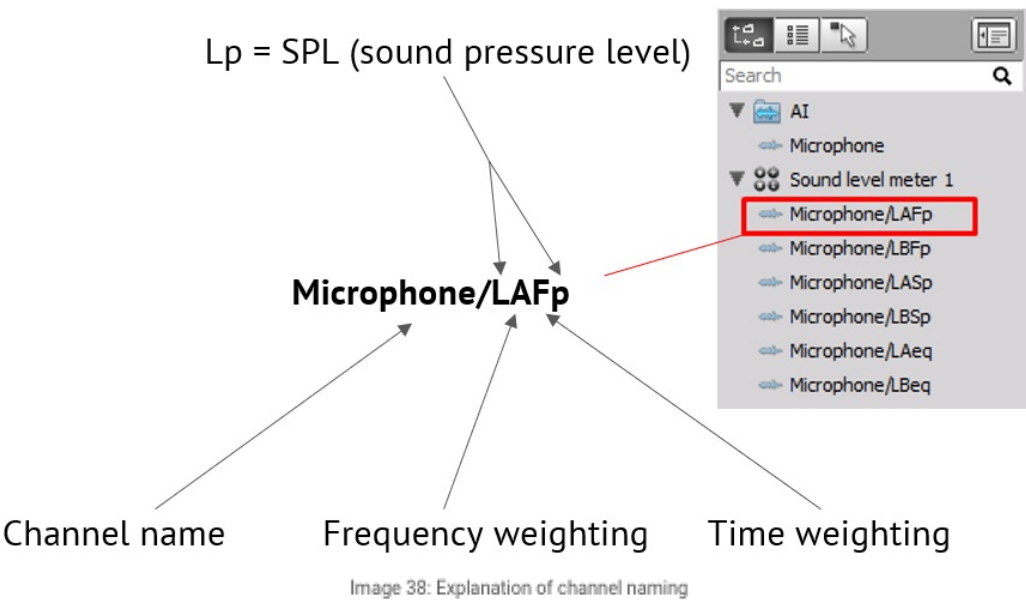 Lp = SPL (sound pressure level)
Search
AI
Microphone
Sound level meter 1
Microphone/LAFp
Microphone/LBFp
Microphone/LASp
Microphone/LBSp
Microphone/LAeq
Microphone/LBeq
Microphone/LAFp
Channel name
Frequency weighting
Time weighting
Image 38: Explanation of channel naming